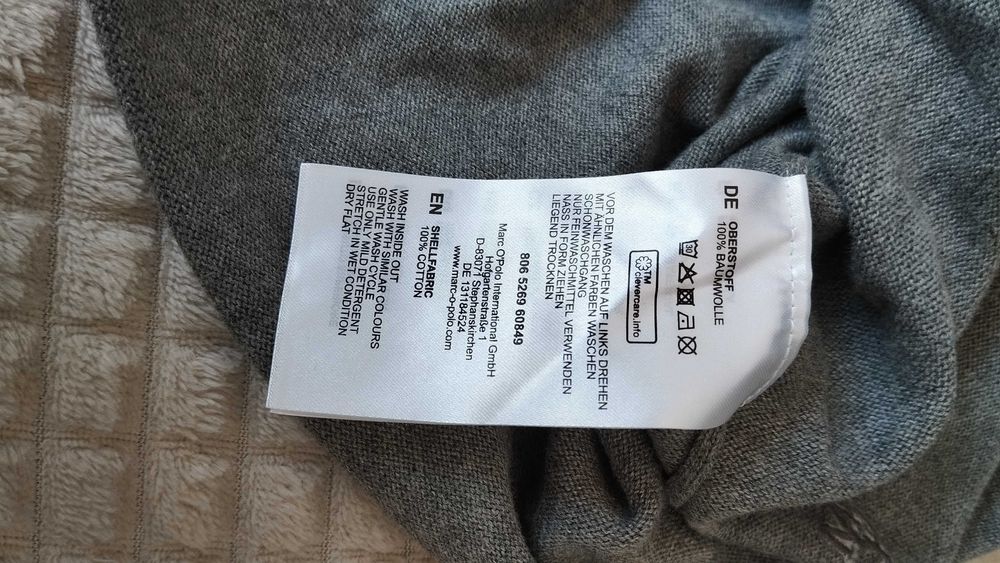 DE OBERSTOFF
100% BAUMWOLLE
30
TM
clevercare.info
VOR DEM WASCHEN AUF LINKS DREHEN
MIT ÄHNLICHEN FARBEN WASCHEN
SCHONWASCHGANG
NUR FEINWASCHMITTEL VERWENDEN
NASS IN FORM ZIEHEN
LIEGEND TROCKNEN
806 5269 60849
Marc O'Polo International GmbH
Hofgartenstraße 1
D-83071 Stephanskirchen
DE 131184524
www.marc-o-polo.com
EN SHELLFABRIC
100% COTTON
WASH INSIDE OUT
WASH WITH SIMILAR COLOURS
GENTLE WASH CYCLE
USE ONLY MILD DETERGENT
STRETCH IN WET CONDITION
DRY FLAT